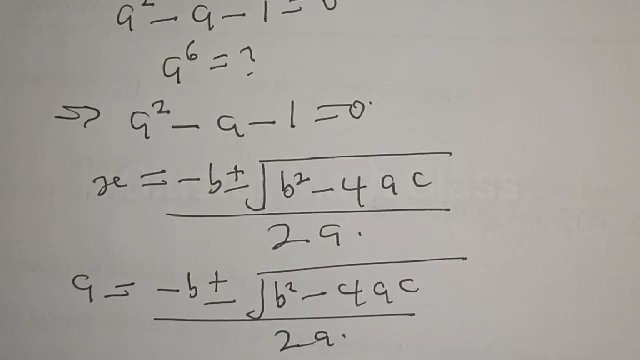 a² - a - 1 = 0
a⁶ = ?
⇒ a² - a - 1 = 0.
x = -b ± √b² - 4ac / 2a.
a = -b ± √b² - 4ac / 2a.